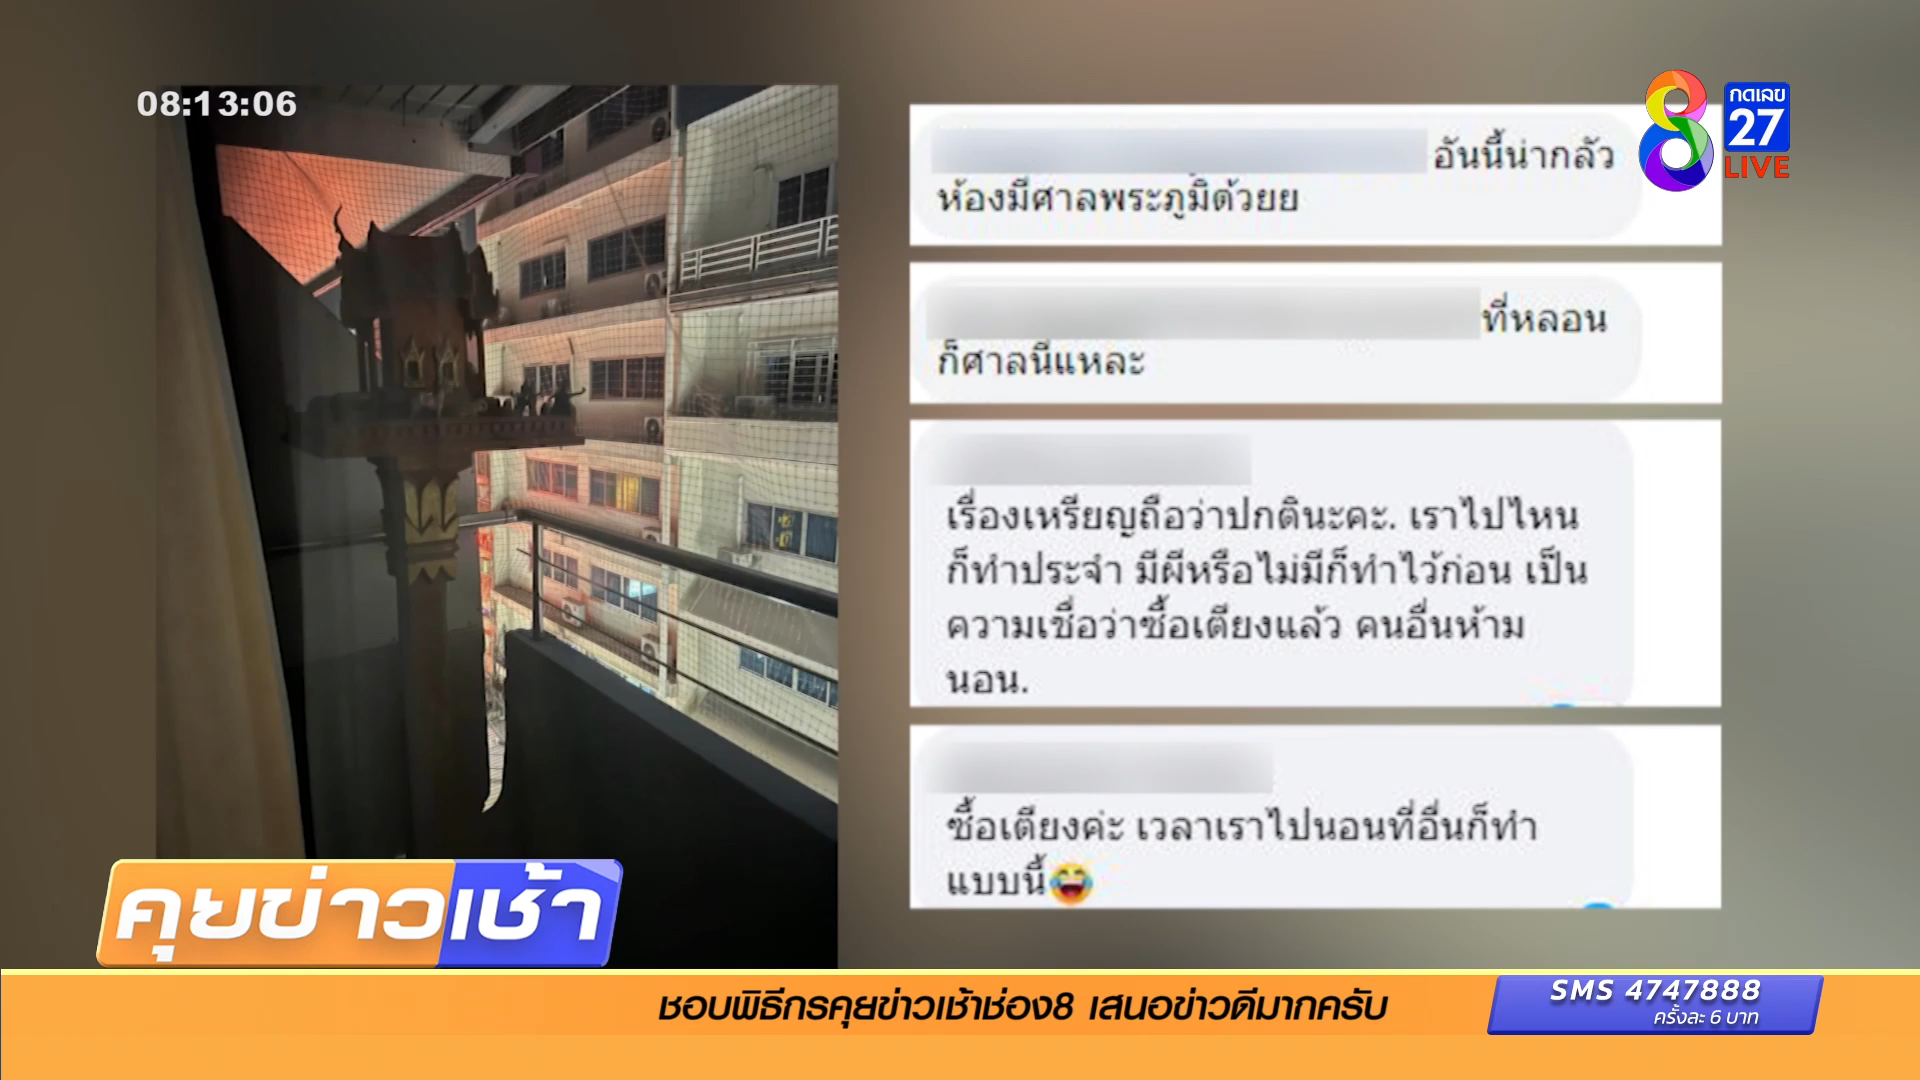 08:13:06
กดเลข
27
LIVE
อันนี้น่ากลัว
ห้องมีศาลพระภูมิด้วยย
ที่หลอน
ก็ศาลนี่แหละ
เรื่องเหรียญถือว่าปกตินะคะ. เราไปไหน
ก็ทำประจำ มีผีหรือไม่มีก็ทำไว้ก่อน เป็น
ความเชื่อว่าซื้อเตียงแล้ว คนอื่นห้าม
นอน.
ซื้อเตียงค่ะ เวลาเราไปนอนที่อื่นก็ทำ
แบบนี้😂
คุยข่าวเช้า
ชอบพิธีกรคุยข่าวเช้าช่อง8 เสนอข่าวดีมากครับ
SMS 4747888
ครั้งละ 6 บาท